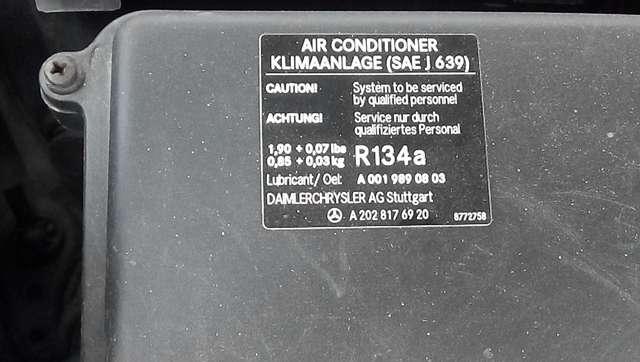 AIR CONDITIONER
KLIMAANLAGE (SAE J 639)
CAUTION! System to be serviced
by qualified personnel
ACHTUNG! Service nur durch
qualifiziertes Personal
1,90 + 0,07 lbs
0,85 + 0,03 kg R134a
Lubricant/ Oel: A 001 989 08 03
DAIMLERCHRYSLER AG Stuttgart
A 202 817 69 20 8772758